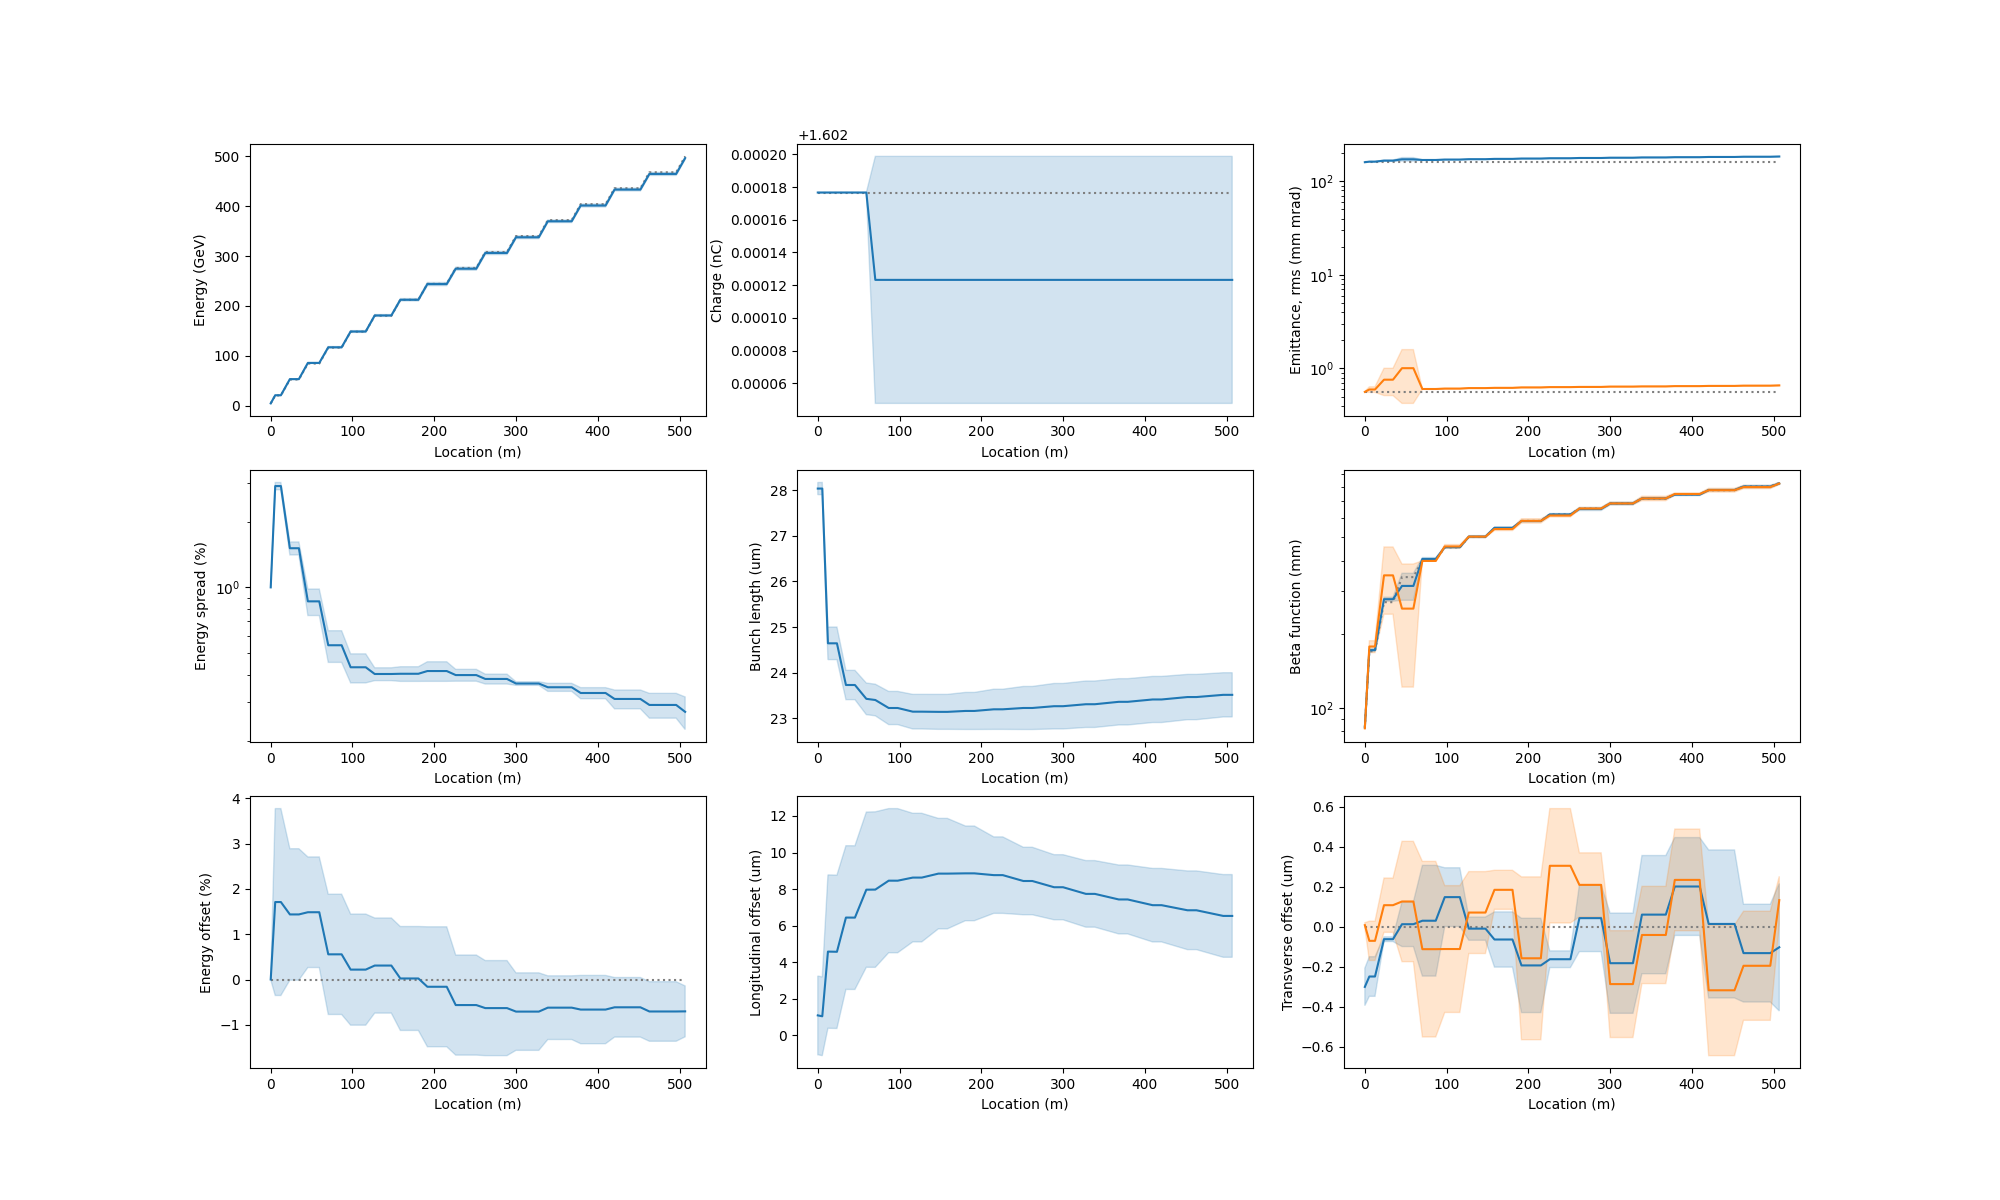 +1.602
Energy (GeV)
500
400
300
200
100
0
0 100 200 300 400 500
Location (m)
Charge (nC)
0.00020
0.00018
0.00016
0.00014
0.00012
0.00010
0.00008
0.00006
0 100 200 300 400 500
Location (m)
Emittance, rms (mm mrad)
10²
10¹
10⁰
0 100 200 300 400 500
Location (m)
Energy spread (%)
10⁰
0 100 200 300 400 500
Location (m)
Bunch length (um)
28
27
26
25
24
23
0 100 200 300 400 500
Location (m)
Beta function (mm)
10²
0 100 200 300 400 500
Location (m)
Energy offset (%)
4
3
2
1
0
−1
0 100 200 300 400 500
Location (m)
Longitudinal offset (um)
12
10
8
6
4
2
0
0 100 200 300 400 500
Location (m)
Transverse offset (um)
0.6
0.4
0.2
0.0
−0.2
−0.4
−0.6
0 100 200 300 400 500
Location (m)